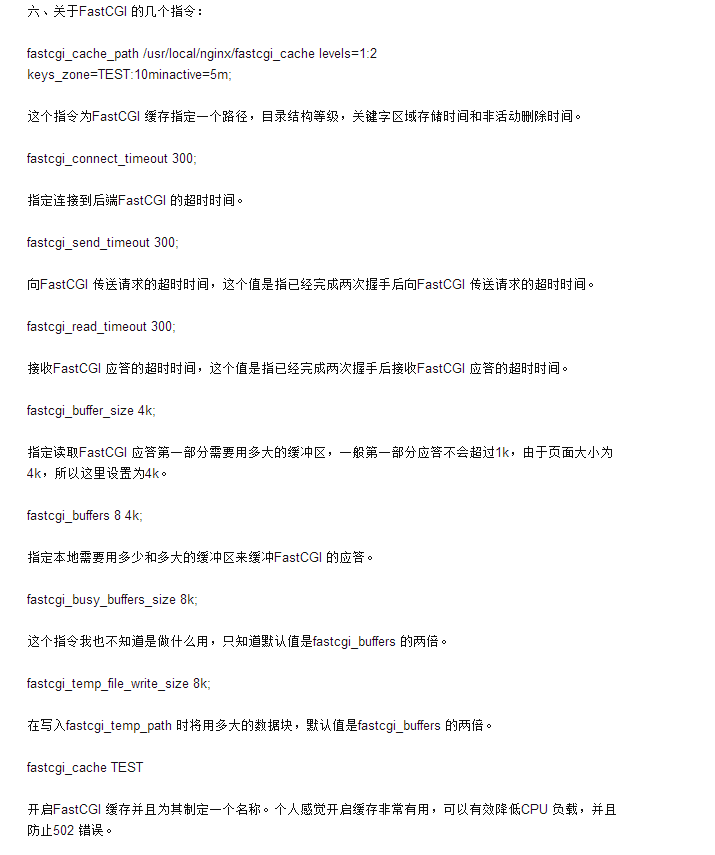 六、关于FastCGI 的几个指令：
fastcgi_cache_path /usr/local/nginx/fastcgi_cache levels=1:2
keys_zone=TEST:10minactive=5m;
这个指令为FastCGI 缓存指定一个路径，目录结构等级，关键字区域存储时间和非活动删除时间。
fastcgi_connect_timeout 300;
指定连接到后端FastCGI 的超时时间。
fastcgi_send_timeout 300;
向FastCGI 传送请求的超时时间，这个值是指已经完成两次握手后向FastCGI 传送请求的超时时间。
fastcgi_read_timeout 300;
接收FastCGI 应答的超时时间，这个值是指已经完成两次握手后接收FastCGI 应答的超时时间。
fastcgi_buffer_size 4k;
指定读取FastCGI 应答第一部分需要用多大的缓冲区，一般第一部分应答不会超过1k，由于页面大小为
4k，所以这里设置为4k。
fastcgi_buffers 8 4k;
指定本地需要用多少和多大的缓冲区来缓冲FastCGI 的应答。
fastcgi_busy_buffers_size 8k;
这个指令我也不知道是做什么用，只知道默认值是fastcgi_buffers 的两倍。
fastcgi_temp_file_write_size 8k;
在写入fastcgi_temp_path 时将用多大的数据块，默认值是fastcgi_buffers 的两倍。
fastcgi_cache TEST
开启FastCGI 缓存并且为其制定一个名称。个人感觉开启缓存非常有用，可以有效降低CPU 负载，并且
防止502 错误。